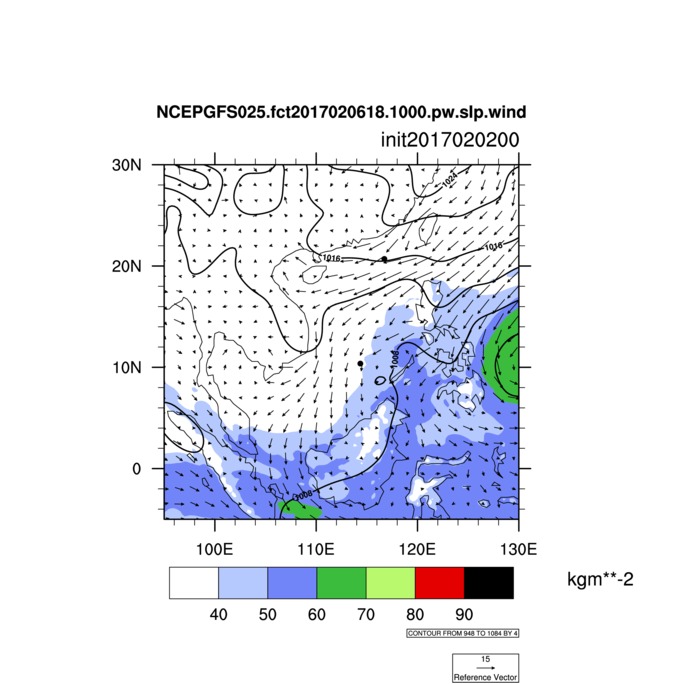 NCEPGFS025.fct2017020618.1000.pw.slp.wind
init2017020200
30N
1024
1016
1016
20N
10N
1008
0
1008
100E 110E 120E 130E
kgm**-2
40 50 60 70 80 90
CONTOUR FROM 948 TO 1084 BY 4
15
Reference Vector